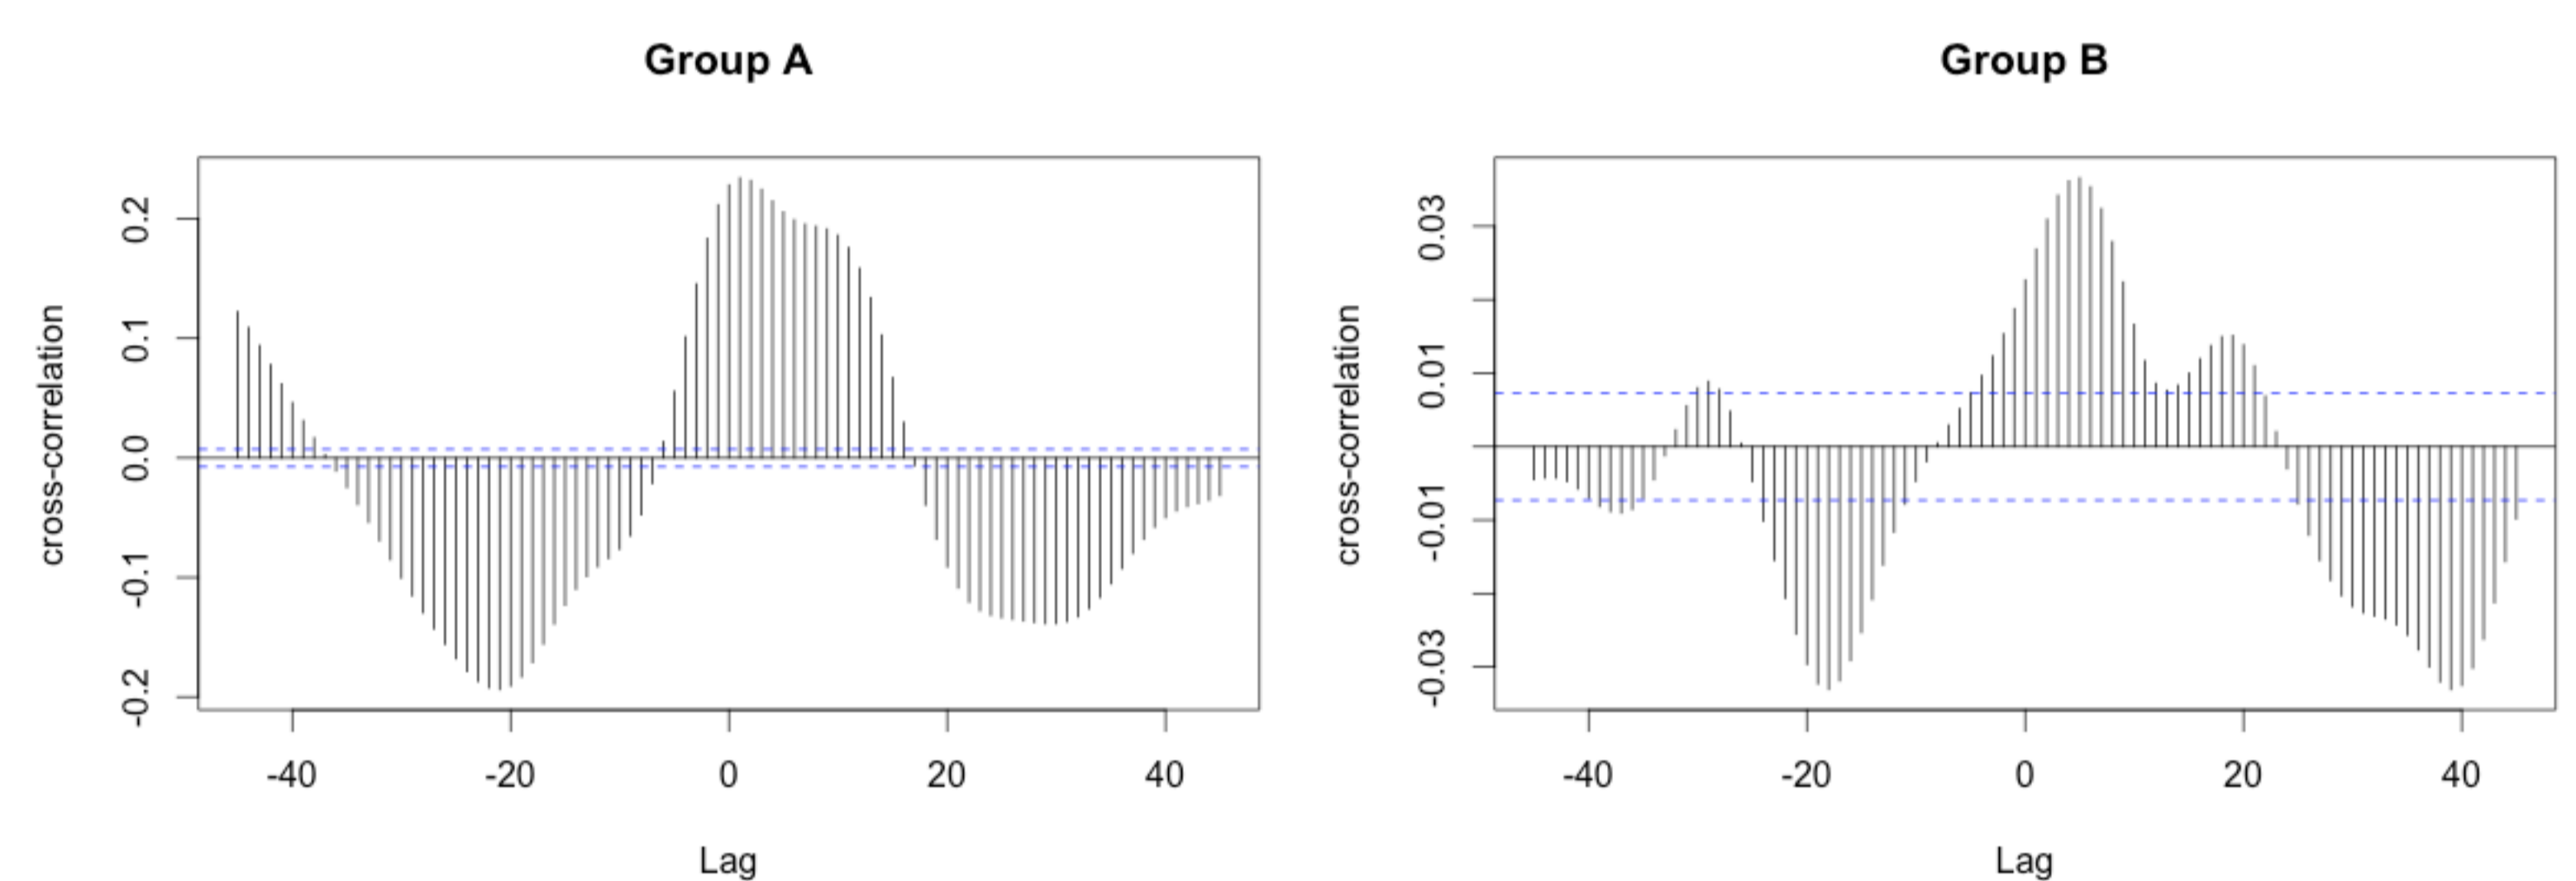 Group A
cross-correlation
0.2
0.1
0.0
-0.1
-0.2
-40 -20 0 20 40
Lag
Group B
cross-correlation
0.03
0.01
-0.01
-0.03
-40 -20 0 20 40
Lag